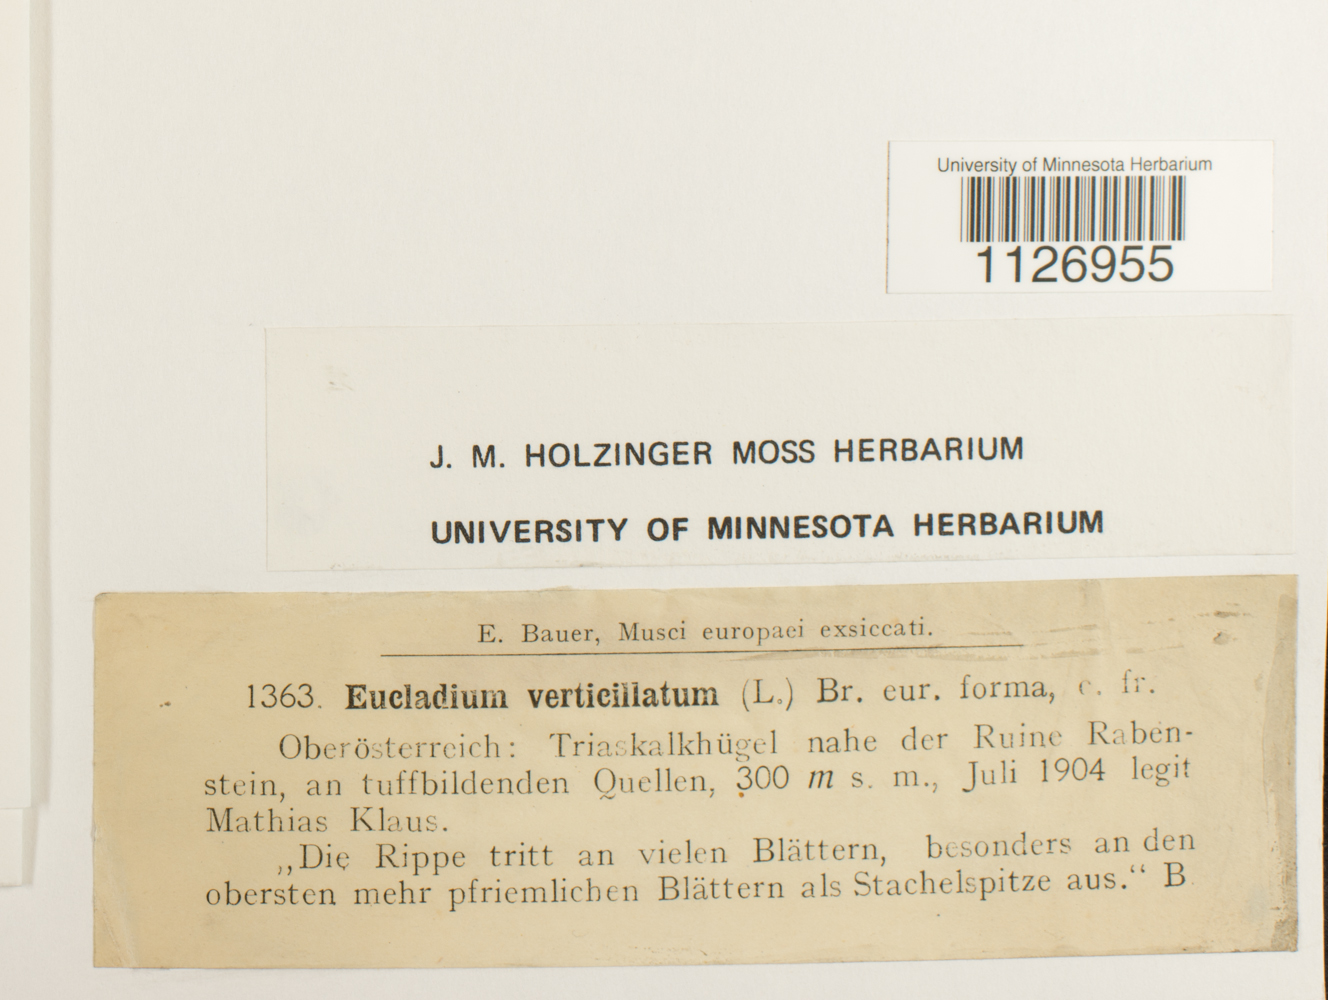 University of Minnesota Herbarium
1126955
J. M. HOLZINGER MOSS HERBARIUM
UNIVERSITY OF MINNESOTA HERBARIUM
E. Bauer, Musci europaei exsiccati.
1363. Eucladium verticillatum (L.) Br. eur. forma, c. fr.
Oberösterreich: Triaskalkhügel nahe der Ruine Raben-
stein, an tuffbildenden Quellen, 300 m s. m., Juli 1904 legit
Mathias Klaus.
„Die Rippe tritt an vielen Blättern, besonders an den
obersten mehr pfriemlichen Blättern als Stachelspitze aus.“ B.